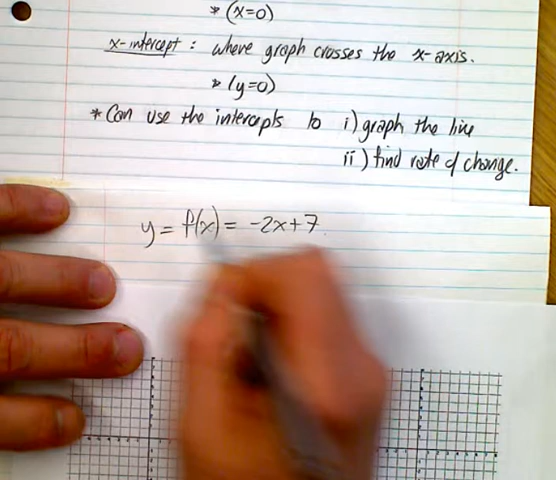 * (x=0)
x-intercept : where graph crosses the x-axis.
* (y=0)
* Can use the intercepts to i) graph the line
ii) find rate of change.
y = f(x) = -2x+7